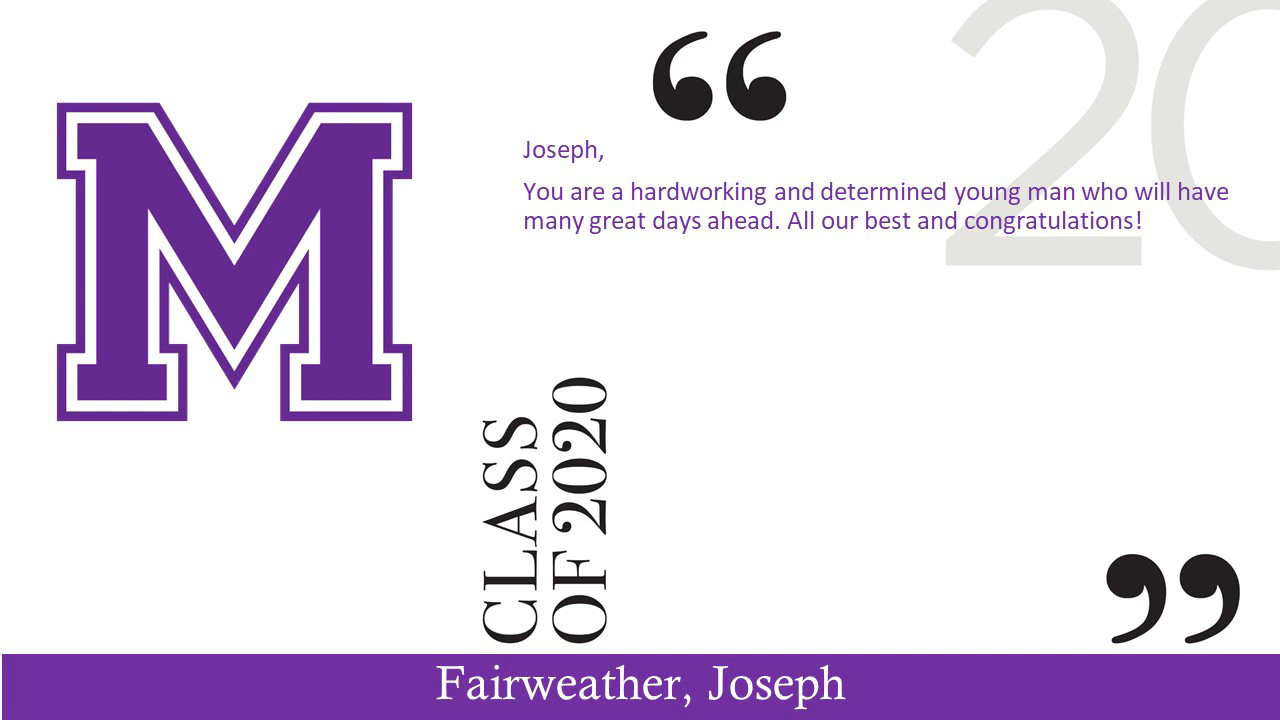 20
M
“
Joseph,
You are a hardworking and determined young man who will have
many great days ahead. All our best and congratulations!
CLASS
OF 2020
”
Fairweather, Joseph